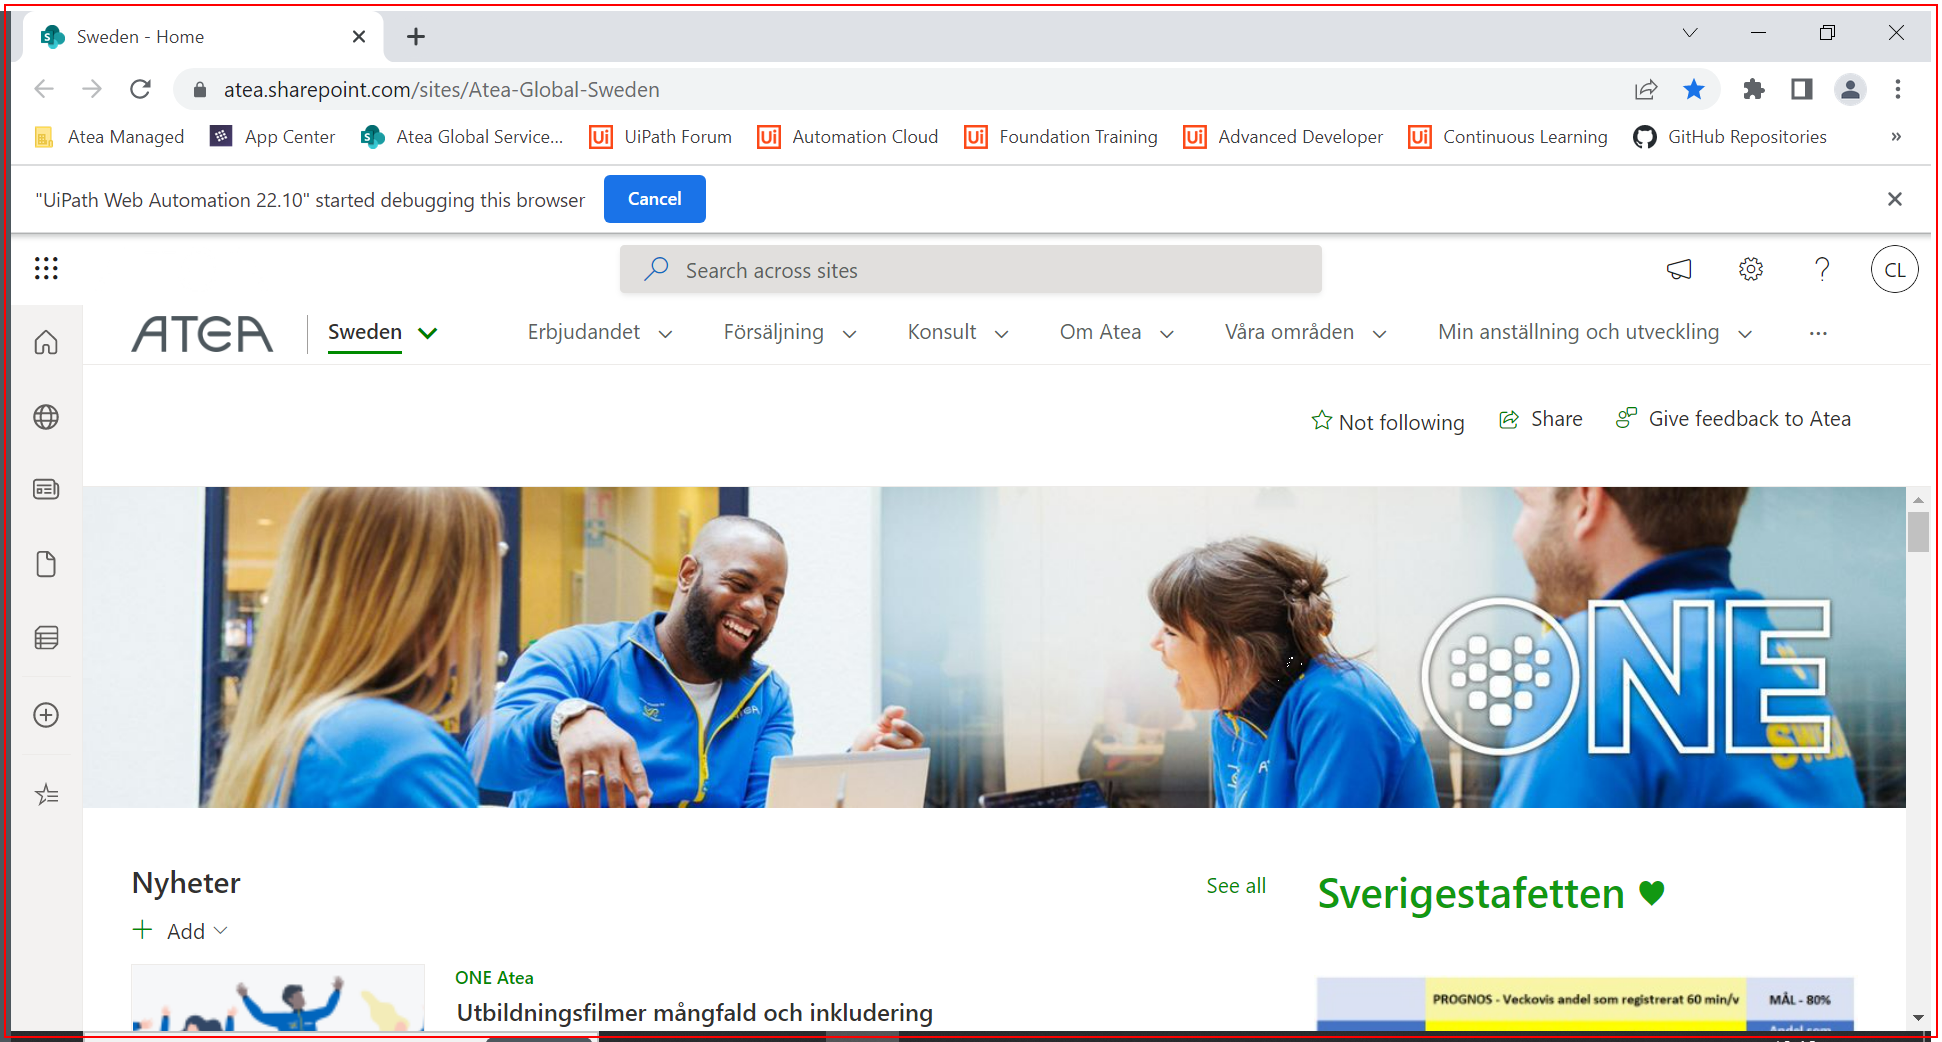 Sweden - Home
atea.sharepoint.com/sites/Atea-Global-Sweden
Atea Managed App Center Atea Global Service... UiPath Forum Automation Cloud Foundation Training Advanced Developer Continuous Learning GitHub Repositories »
"UiPath Web Automation 22.10" started debugging this browser Cancel
Search across sites
CL
ATEA Sweden Erbjudandet Försäljning Konsult Om Atea Våra områden Min anställning och utveckling ...
Not following Share Give feedback to Atea
ONE
Nyheter
See all
Sverigestafetten
Add
ONE Atea
Utbildningsfilmer mångfald och inkludering
PROGNOS - Veckovis andel som registrerat 60 min/v MÅL - 80%
Andel som